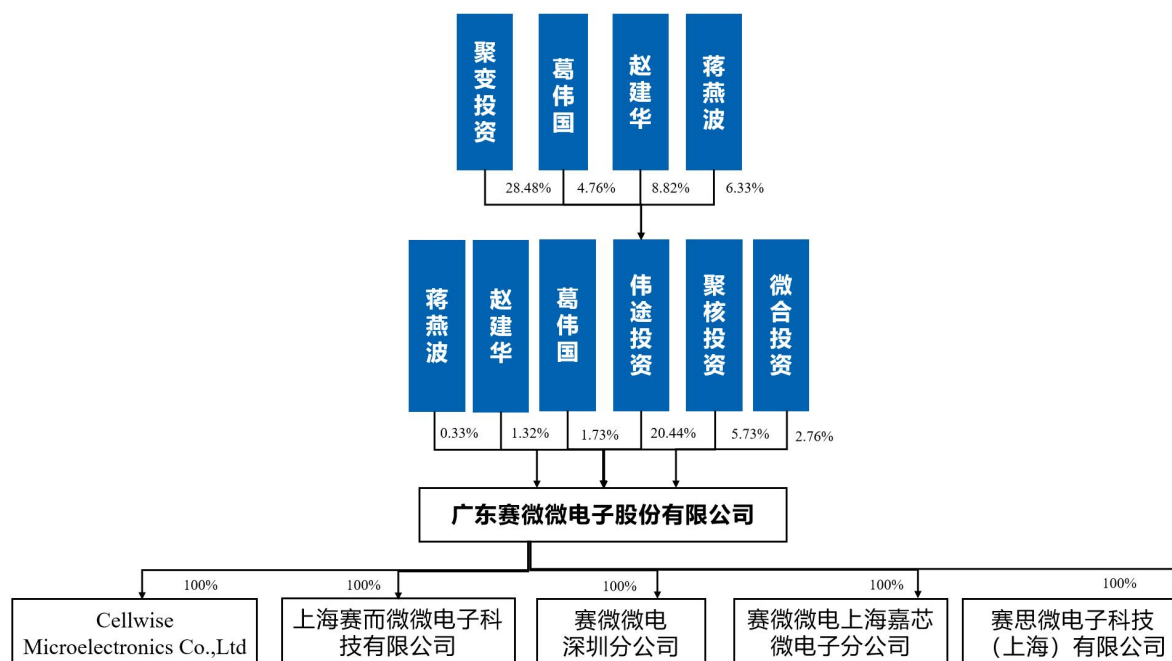 聚变投资
葛伟国
赵建华
蒋燕波
28.48%
4.76%
8.82%
6.33%
蒋燕波
赵建华
葛伟国
伟途投资
聚核投资
微合投资
0.33%
1.32%
1.73%
20.44%
5.73%
2.76%
广东赛微微电子股份有限公司
100%
100%
100%
100%
100%
Cellwise
Microelectronics Co.,Ltd
上海赛而微微电子科
技有限公司
赛微微电
深圳分公司
赛微微电上海嘉芯
微电子分公司
赛思微电子科技
（上海）有限公司